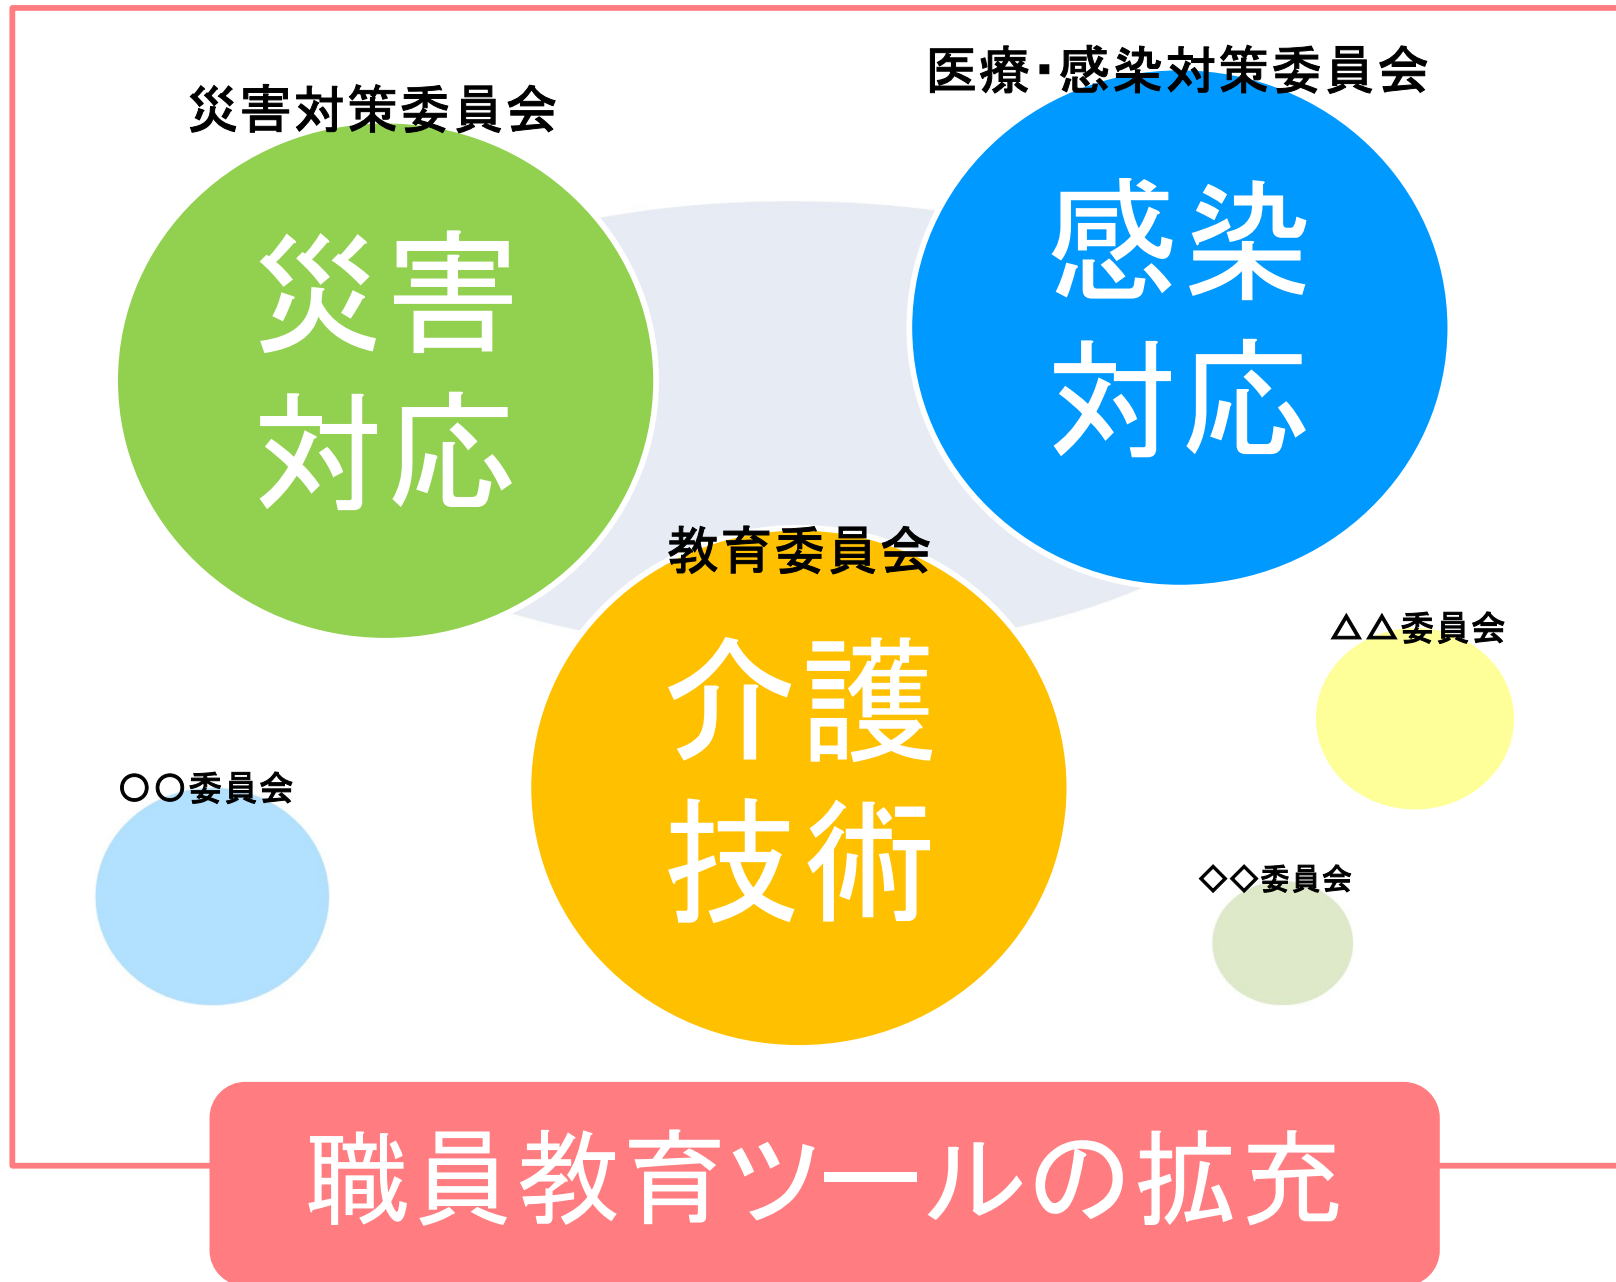 災害対策委員会
災害
対応
医療・感染対策委員会
感染
対応
教育委員会
介護
技術
△△委員会
○○委員会
◇◇委員会
職員教育ツールの拡充